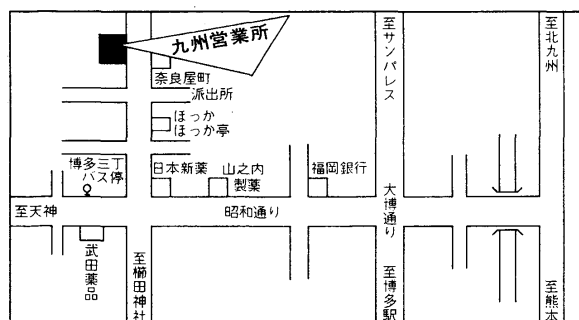 九州営業所
奈良屋町
派出所
ほっか
ほっか亭
博多三丁
バス停
日本新薬
山之内
製薬
福岡銀行
至天神
昭和通り
大博通り
武田薬品
至櫛田神社
至サンパレス
至博多駅
至北九州
至熊本